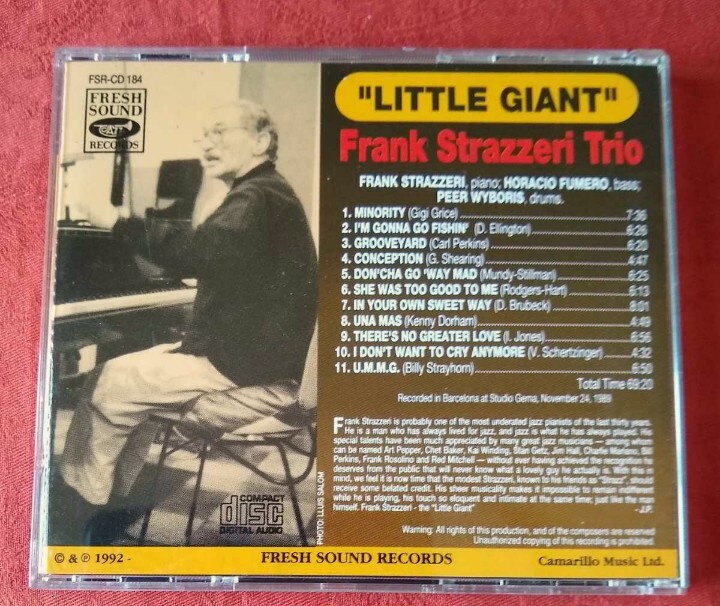 FSR-CD 184
FRESH
SOUND
JAZZ
RECORDS
"LITTLE GIANT"
Frank Strazzeri Trio
FRANK STRAZZERI, piano; HORACIO FUMERO, bass;
PEER WYBORIS, drums.
1. MINORITY (Gigi Grice) 7:36
2. I'M GONNA GO FISHIN' (D. Ellington) 6:26
3. GROOVEYARD (Carl Perkins) 6:20
4. CONCEPTION (G. Shearing) 4:47
5. DON'CHA GO 'WAY MAD (Mundy-Stillman) 6:25
6. SHE WAS TOO GOOD TO ME (Rodgers-Hart) 6:13
7. IN YOUR OWN SWEET WAY (D. Brubeck) 8:01
8. UNA MAS (Kenny Dorham) 4:49
9. THERE'S NO GREATER LOVE (I. Jones) 6:56
10. I DON'T WANT TO CRY ANYMORE (V. Schertzinger) 4:32
11. U.M.M.G. (Billy Strayhorn) 6:50
Total Time 69:20
Recorded in Barcelona at Studio Gema, November 24, 1989
Frank Strazzeri is probably one of the most underated jazz pianists of the last thirty years.
He is a man who has always lived for jazz, and jazz is what he has always played. His
special talents have been much appreciated by many great jazz musicians – among whom
can be named Art Pepper, Chet Baker, Kai Winding, Stan Getz, Jim Hall, Charlie Mariano, Bill
Perkins, Frank Rosolino and Red Mitchell – without ever having achieved the recognition he
deserves from the public that will never know what a lovely guy he actually is. With this in
mind, we feel it is now time that the modest Strazzeri, known to his friends as "Strazz", should
receive some belated credit. His sheer musicality makes it impossible to remain indifferent
while he is playing, his touch so eloquent and intimate at the same time; just like the man
himself. Frank Strazzeri - the "Little Giant" -J.P.
Warning: All rights of this production, and of the composers are reserved.
Unauthorized copying of this recording is prohibited.
COMPACT
disc
DIGITAL AUDIO
PHOTO: LLUIS SALOM
© & ℗ 1992 - FRESH SOUND RECORDS Camarillo Music Ltd.